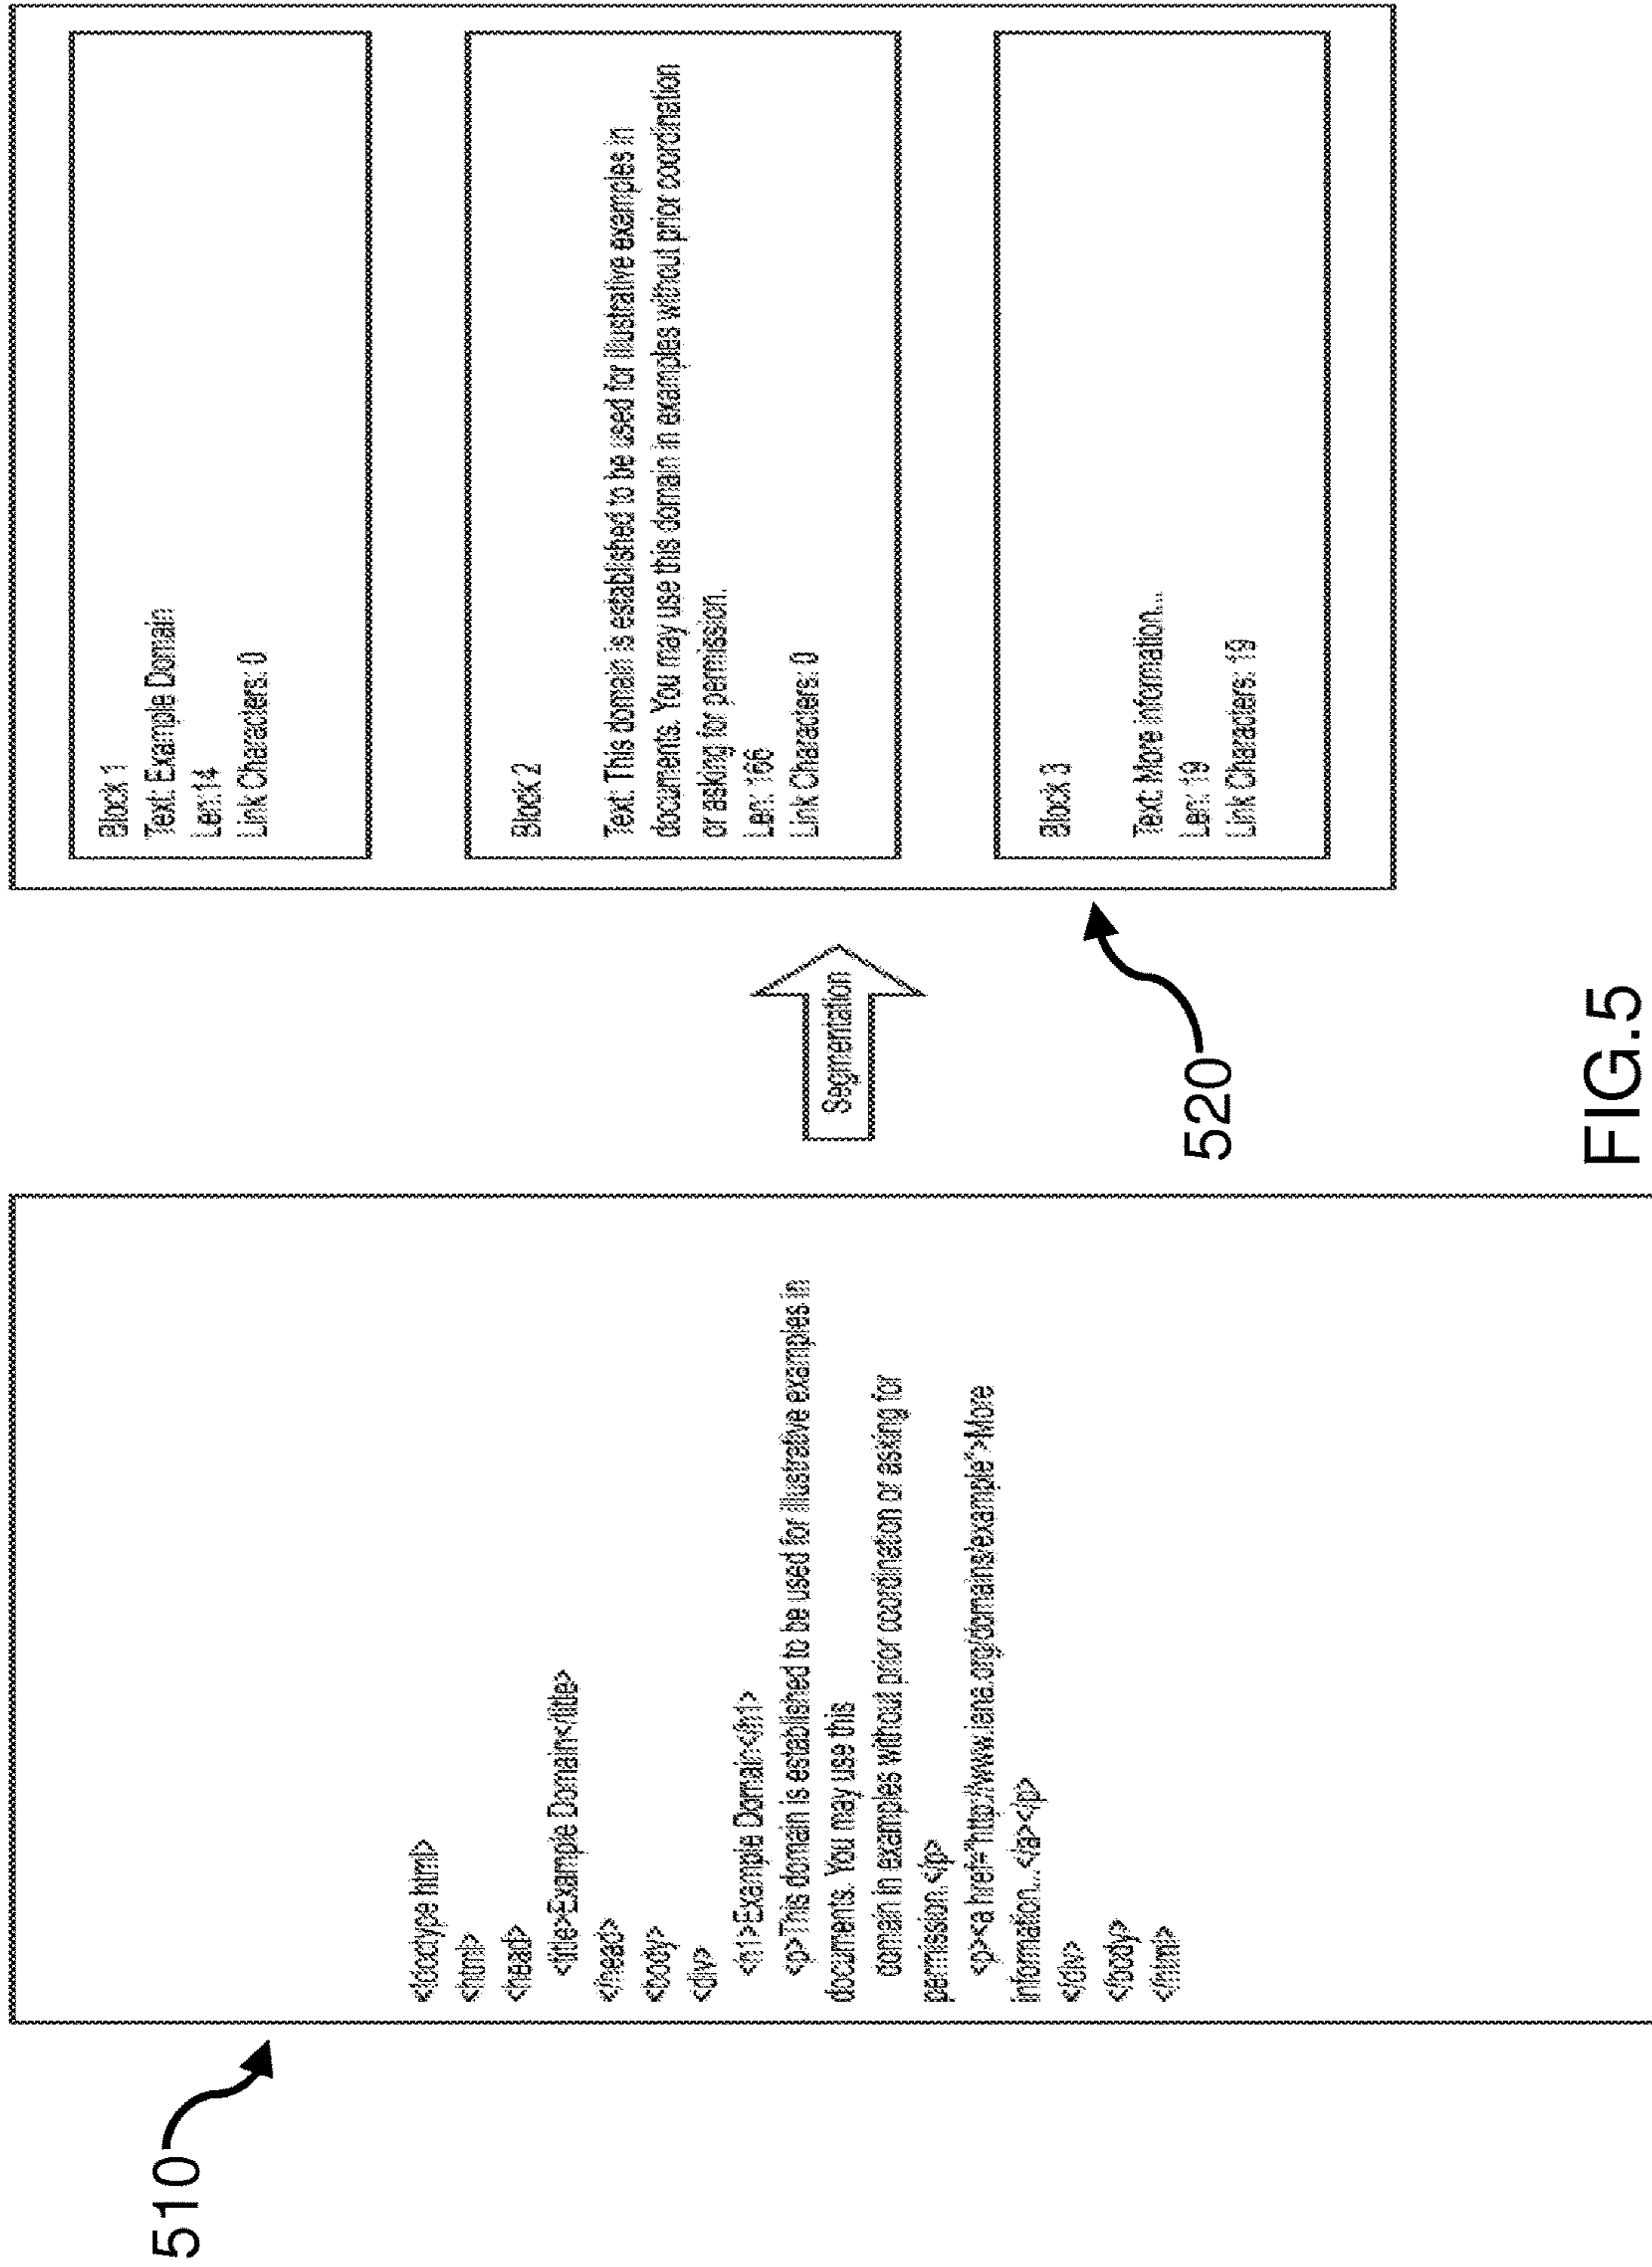 510
<!doctype html>
<html>
<head>
<title>Example Domain</title>
</head>
<body>
<div>
<h1>Example Domain</h1>
<p>This domain is established to be used for illustrative examples in
documents. You may use this
domain in examples without prior coordination or asking for
permission.</p>
<p><a href="http://www.iana.org/domains/example">More
information...</a></p>
</div>
</body>
</html>
Segmentation
520
Block 1
Text: Example Domain
Len:14
Link Characters: 0
Block 2
Text: This domain is established to be used for illustrative examples in
documents. You may use this domain in examples without prior coordination
or asking for permission.
Len: 166
Link Characters: 0
Block 3
Text: More information...
Len: 19
Link Characters: 19
FIG.5